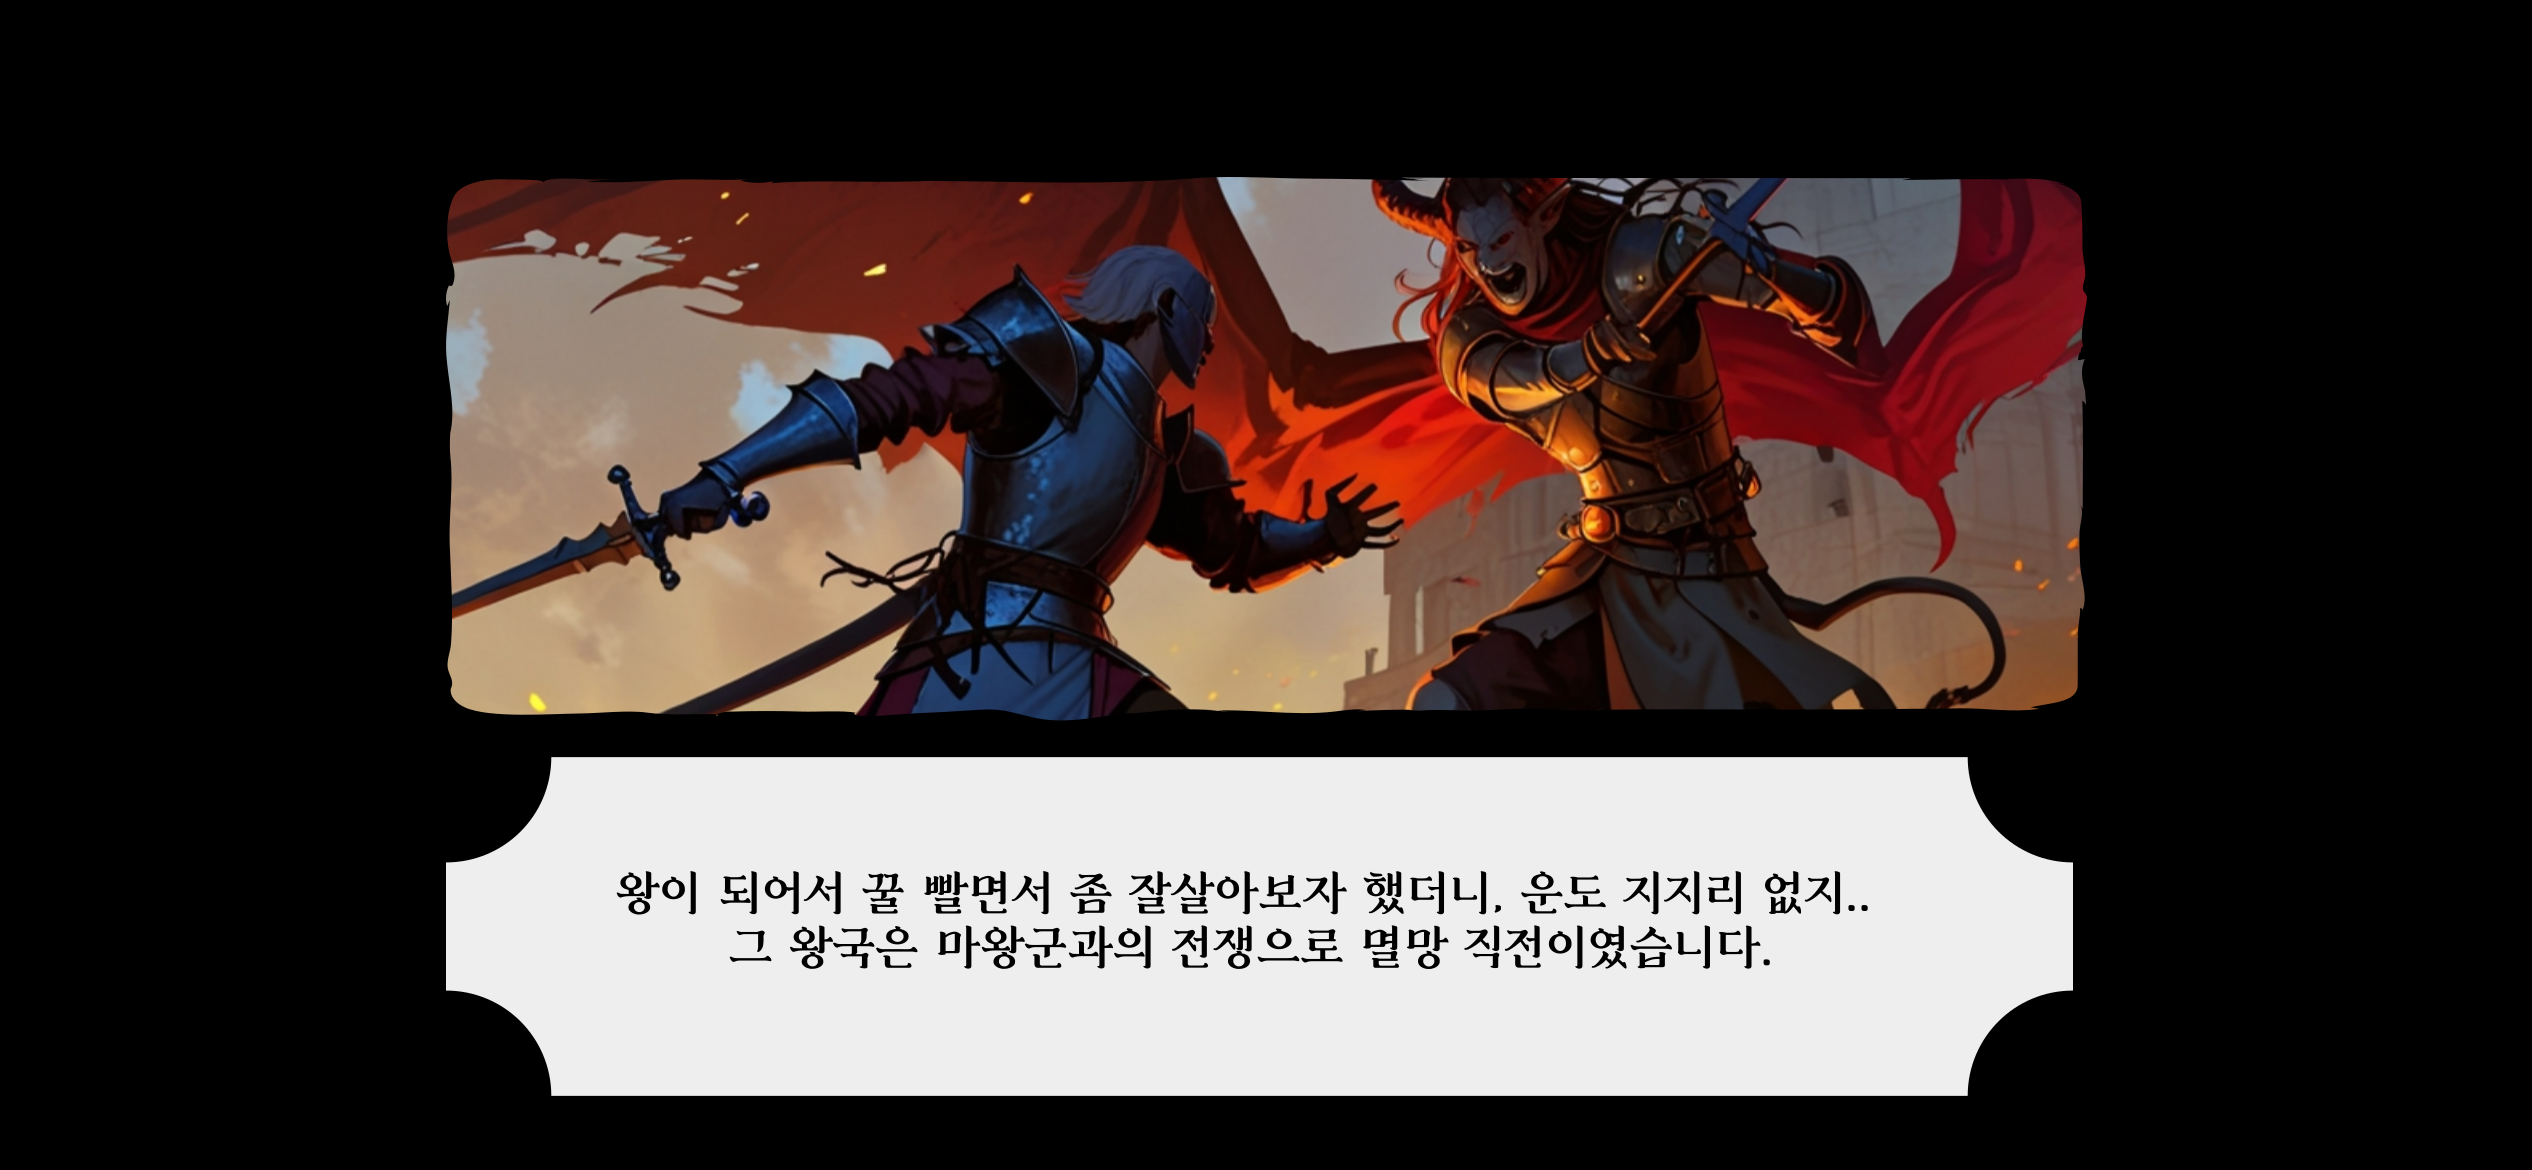 왕이 되어서 꿀 빨면서 좀 잘살아보자 했더니, 운도 지지리 없지..
그 왕국은 마왕군과의 전쟁으로 멸망 직전이였습니다.